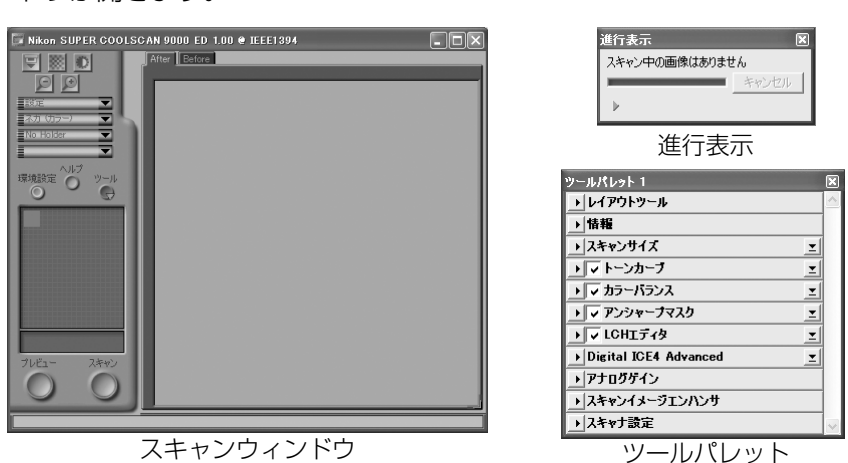 Nikon SUPER COOLSCAN 9000 ED 1.00 @ IEEE1394
After Before
設定
ネガ（カラー）
No Holder
環境設定 ヘルプ ツール
プレビュー スキャン
スキャンウィンドウ
進行表示
スキャン中の画像はありません
キャンセル
進行表示
ツールパレット 1
レイアウトツール
情報
スキャンサイズ
トーンカーブ
カラーバランス
アンシャープマスク
LCHエディタ
Digital ICE4 Advanced
アナログゲイン
スキャンイメージエンハンサ
スキャナ設定
ツールパレット